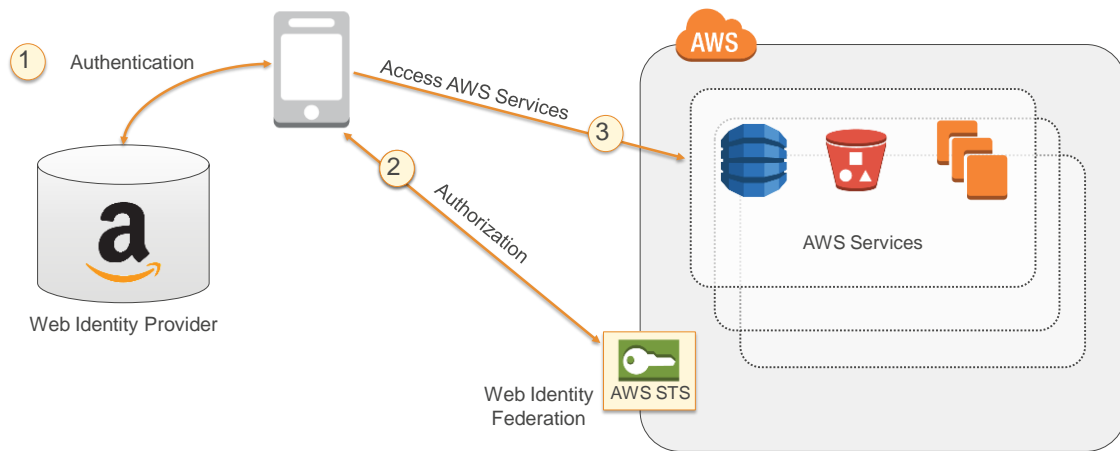 1
Authentication
AWS
Access AWS Services
3
2
Authorization
AWS Services
a
Web Identity Provider
Web Identity
Federation
AWS STS